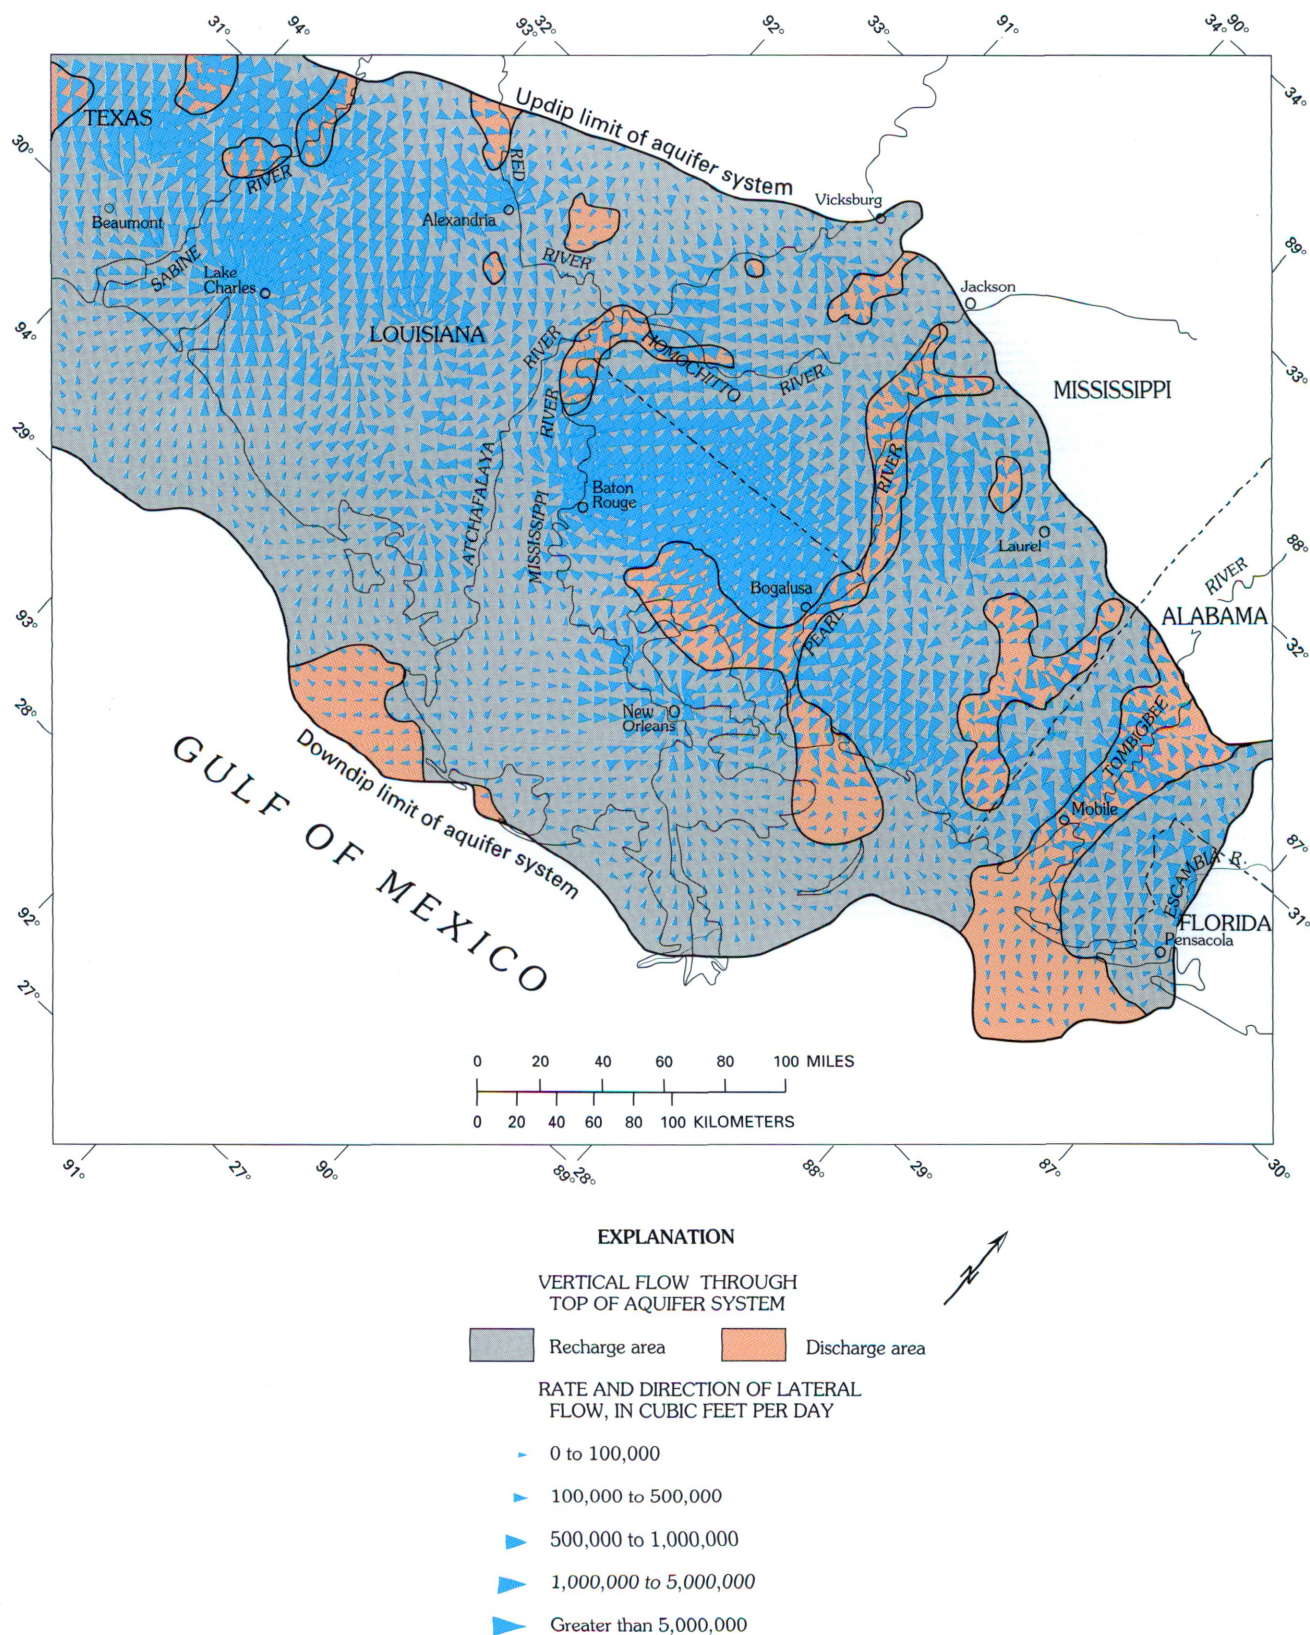 31° 94° 93° 32° 92° 33° 91° 34° 90°
34°
Updip limit of aquifer system
TEXAS
30°
RED
RIVER
Vicksburg
Beaumont
Alexandria
89°
RIVER
SABINE
Lake
Charles
Jackson
94°
LOUISIANA
RIVER
HOMOCHITTO
RIVER
33°
MISSISSIPPI
RIVER
29°
RIVER
ATCHAFALAYA
Baton
Rouge
MISSISSIPPI
Laurel
88°
RIVER
Bogalusa
ALABAMA
93°
PEARL
32°
28°
New
Orleans
TOMBIGBEE
GULF OF MEXICO
Downdip limit of aquifer system
Mobile
87°
ESCAMBIA R.
92°
31°
FLORIDA
Pensacola
27°
0 20 40 60 80 100 MILES
0 20 40 60 80 100 KILOMETERS
91° 27° 90° 89° 28° 88° 29° 87° 30°
EXPLANATION
N
VERTICAL FLOW THROUGH
TOP OF AQUIFER SYSTEM
Recharge area Discharge area
RATE AND DIRECTION OF LATERAL
FLOW, IN CUBIC FEET PER DAY
0 to 100,000
100,000 to 500,000
500,000 to 1,000,000
1,000,000 to 5,000,000
Greater than 5,000,000